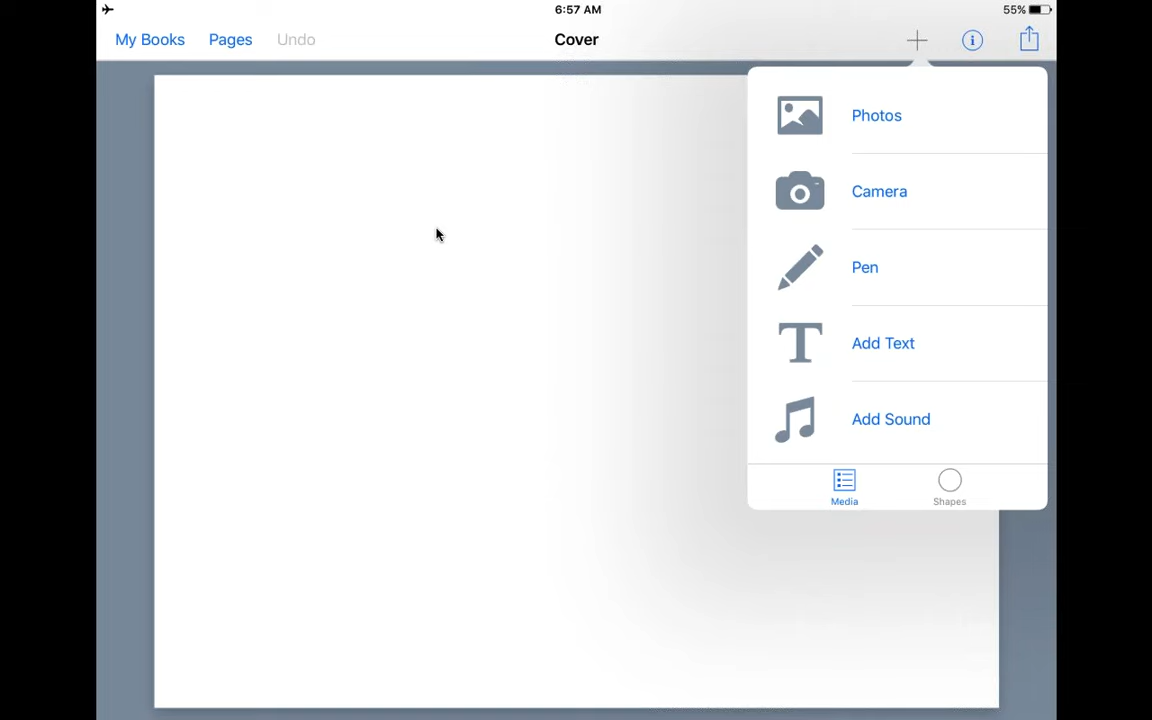 6:57 AM
55%
My Books
Pages
Undo
Cover
Photos
Camera
Pen
Add Text
Add Sound
Media
Shapes